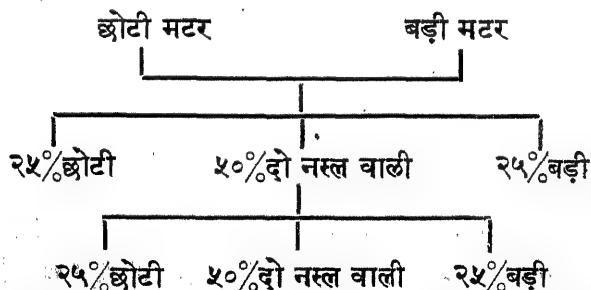 छोटी मटर बड़ी मटर
२५%छोटी ५०%दो नस्ल वाली २५%बड़ी
२५%छोटी ५०%दो नस्ल वाली २५%बड़ी